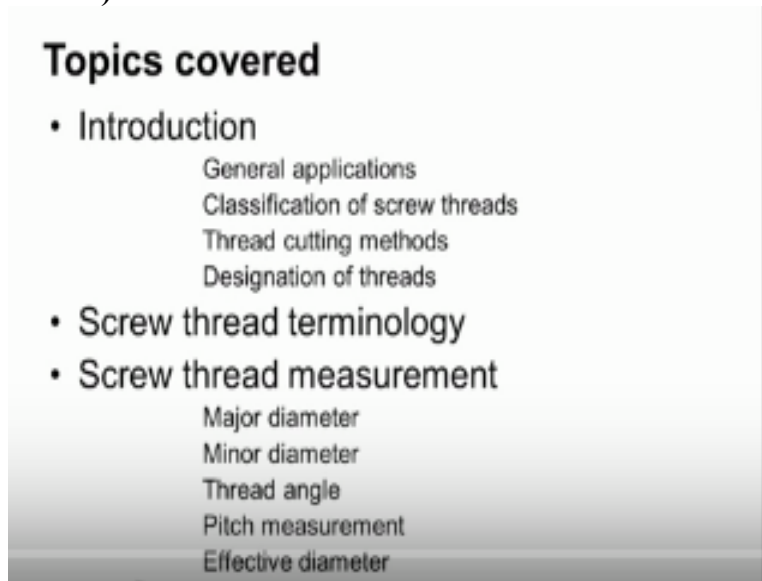 Topics covered
• Introduction
General applications
Classification of screw threads
Thread cutting methods
Designation of threads
• Screw thread terminology
• Screw thread measurement
Major diameter
Minor diameter
Thread angle
Pitch measurement
Effective diameter